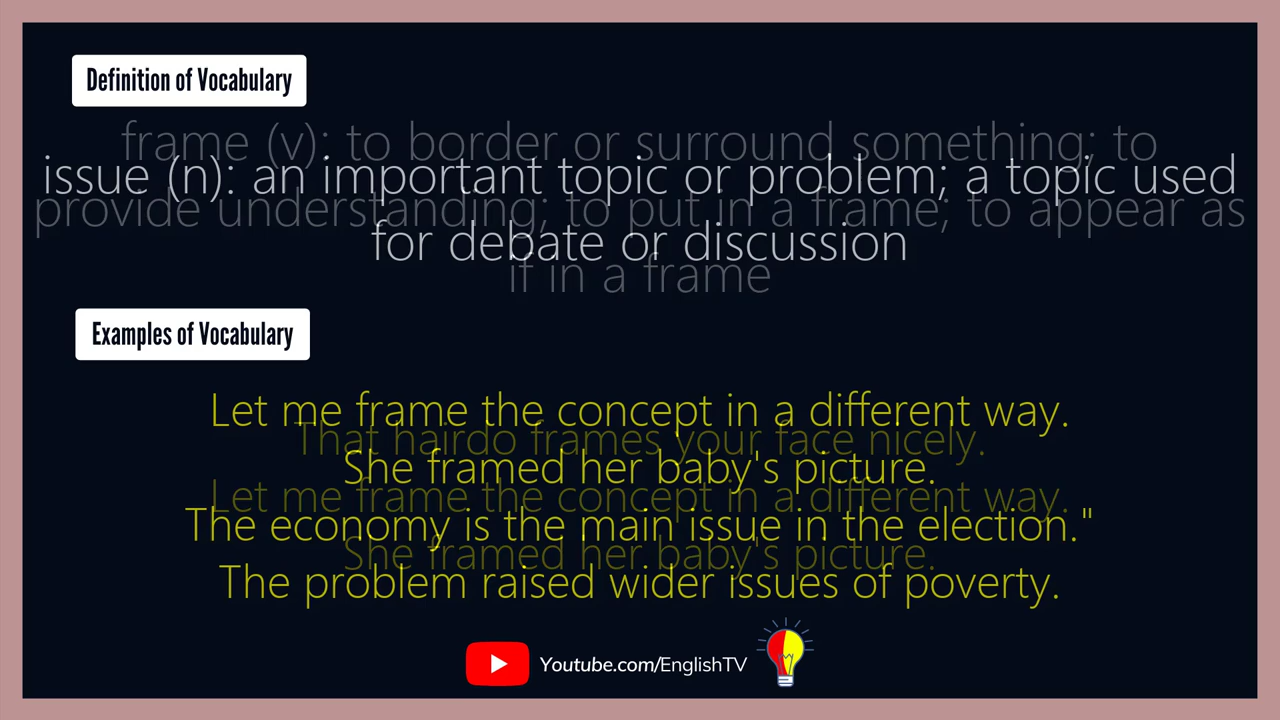 Definition of Vocabulary
frame (v): to border or surround something; to
issue (n): an important topic or problem; a topic used
provide understanding; to put in a frame; to appear as
for debate or discussion
if in a frame
Examples of Vocabulary
Let me frame the concept in a different way.
That hairdo frames your face nicely.
She framed her baby's picture.
Let me frame the concept in a different way.
The economy is the main issue in the election."
She framed her baby's picture.
The problem raised wider issues of poverty.
Youtube.com/EnglishTV